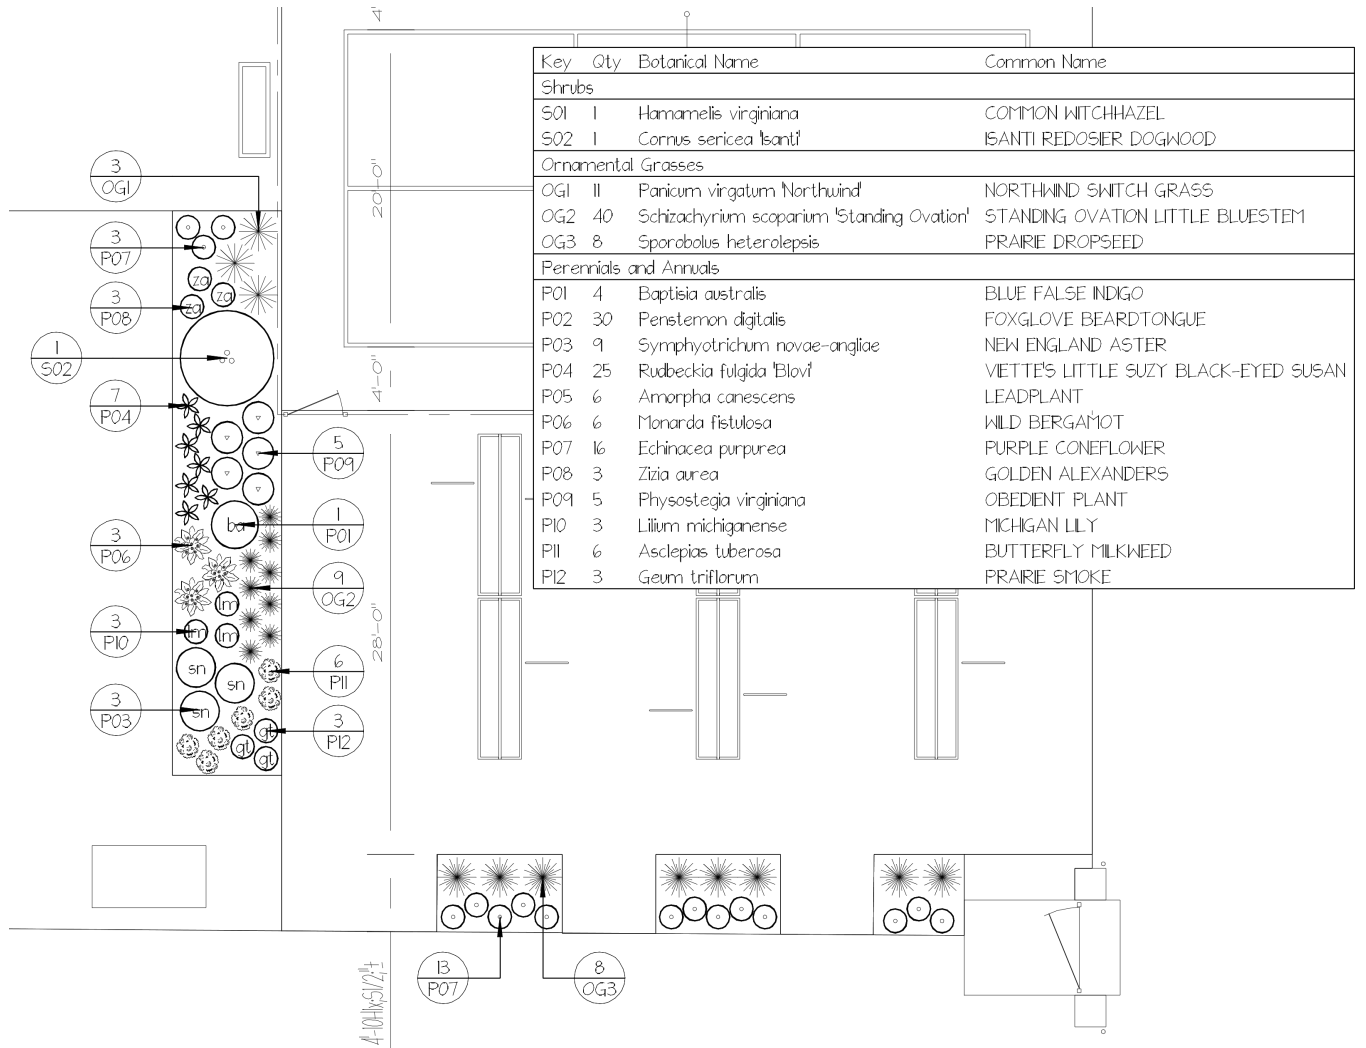 Key Qty Botanical Name Common Name
Shrubs
S01 1 Hamamelis virginiana COMMON WITCHHAZEL
S02 1 Cornus sericea 'Isanti' ISANTI REDOSIER DOGWOOD
Ornamental Grasses
OG1 11 Panicum virgatum 'Northwind' NORTHWIND SWITCH GRASS
OG2 40 Schizachyrium scoparium 'Standing Ovation' STANDING OVATION LITTLE BLUESTEM
OG3 8 Sporobolus heterolepsis PRAIRIE DROPSEED
Perennials and Annuals
P01 4 Baptisia australis BLUE FALSE INDIGO
P02 30 Penstemon digitalis FOXGLOVE BEARDTONGUE
P03 9 Symphyotrichum novae-angliae NEW ENGLAND ASTER
P04 25 Rudbeckia fulgida 'Blovi' VIETTE'S LITTLE SUZY BLACK-EYED SUSAN
P05 6 Amorpha canescens LEADPLANT
P06 6 Monarda fistulosa WILD BERGAMOT
P07 16 Echinacea purpurea PURPLE CONEFLOWER
P08 3 Zizia aurea GOLDEN ALEXANDERS
P09 5 Physostegia virginiana OBEDIENT PLANT
P10 3 Lilium michiganense MICHIGAN LILY
P11 6 Asclepias tuberosa BUTTERFLY MILKWEED
P12 3 Geum triflorum PRAIRIE SMOKE
4'
20'-0"
4'-0"
28'-0"
3
OG1
3
P07
3
P08
za
za
za
1
S02
7
P04
5
P09
1
P01
ba
3
P06
9
OG2
lm
3
P10
lm lm
6
P11
sn
sn
3
P03
sn
3
P12
gt
gt
gt
13
P07
8
OG3